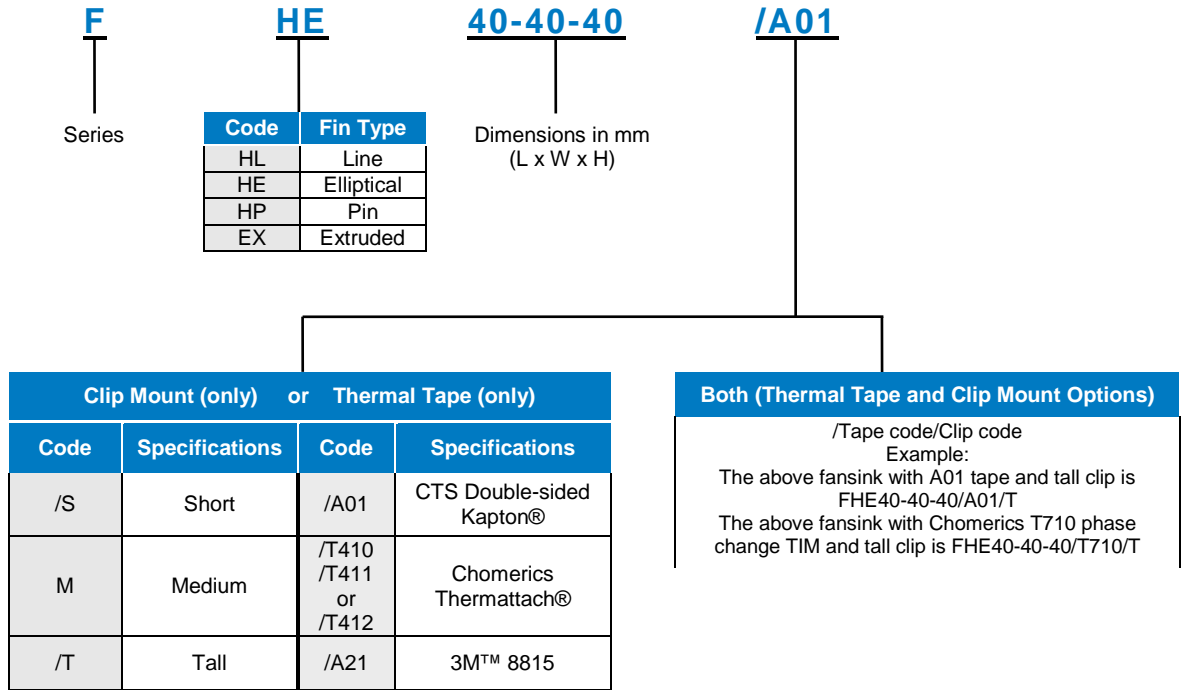 F HE 40-40-40 /A01
Series
Code Fin Type
HL Line
HE Elliptical
HP Pin
EX Extruded
Dimensions in mm
(L x W x H)
Clip Mount (only) or Thermal Tape (only)
Code Specifications Code Specifications
/S Short /A01 CTS Double-sided
Kapton®
M Medium /T410
/T411
or
/T412
Chomerics
Thermattach®
/T Tall /A21 3M™ 8815
Both (Thermal Tape and Clip Mount Options)
/Tape code/Clip code
Example:
The above fansink with A01 tape and tall clip is
FHE40-40-40/A01/T
The above fansink with Chomerics T710 phase
change TIM and tall clip is FHE40-40-40/T710/T